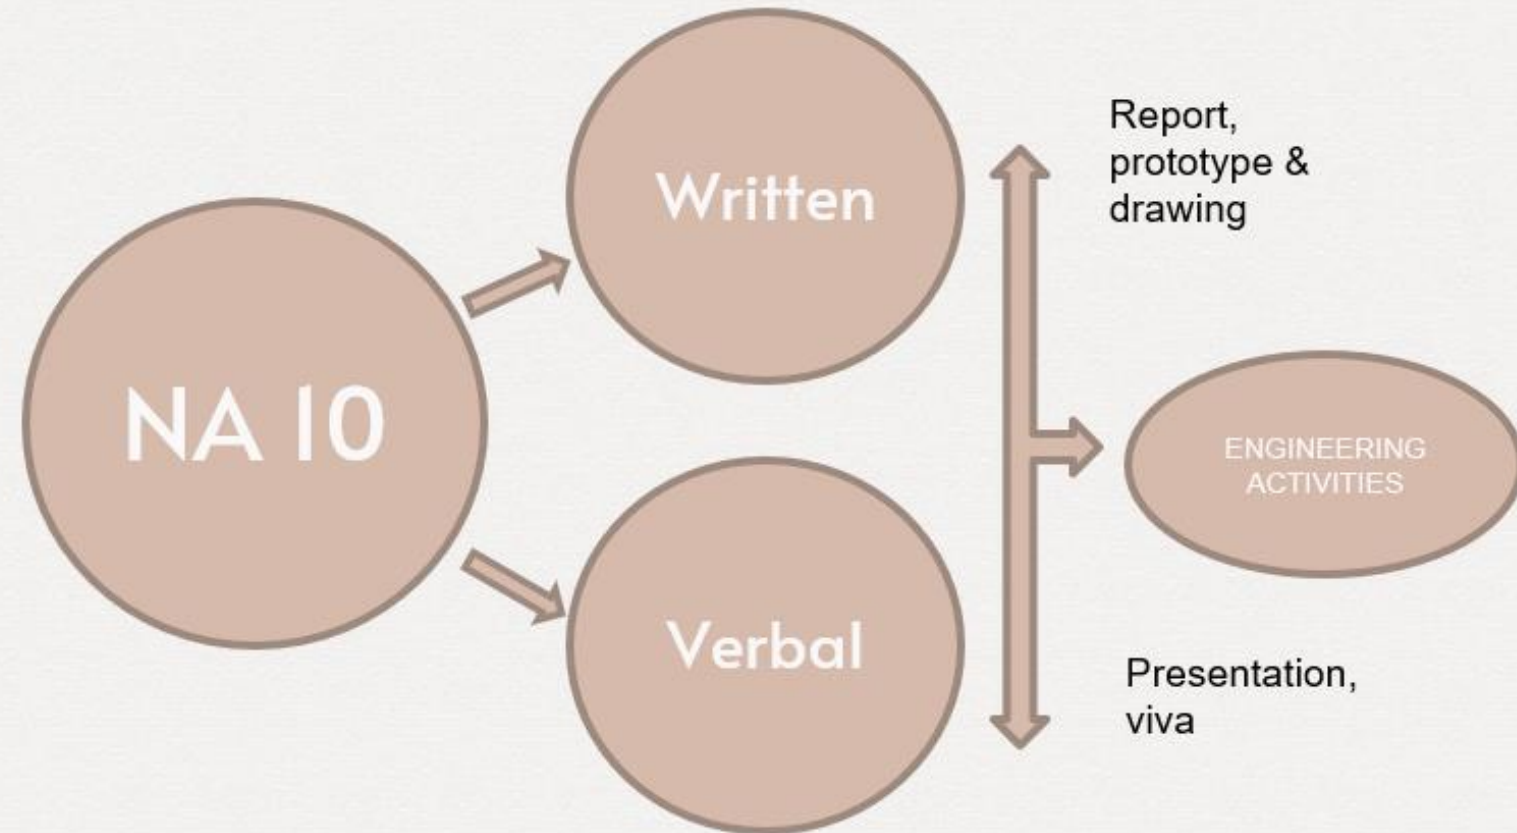 NA 10
Written
Verbal
Report,
prototype &
drawing
ENGINEERING
ACTIVITIES
Presentation,
viva